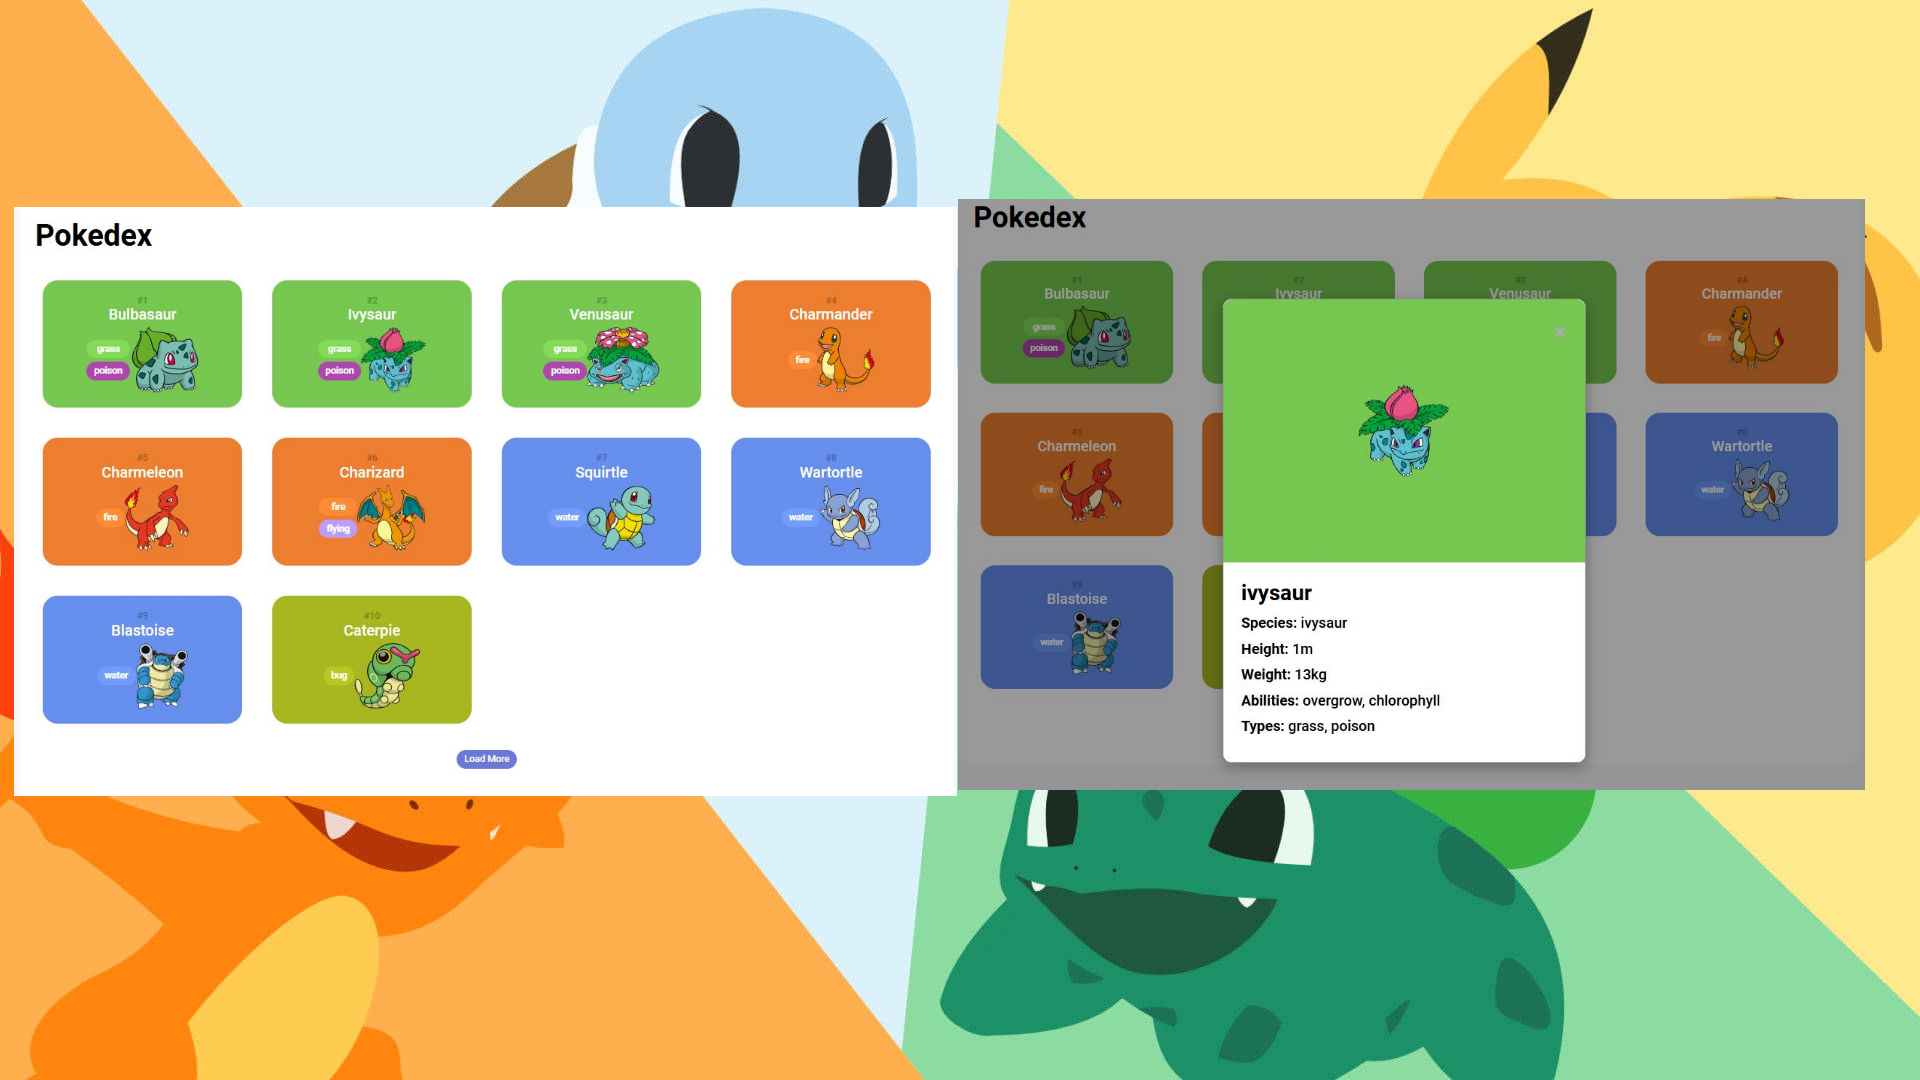 Pokedex
#1 #2 #3 #4
Bulbasaur Ivysaur Venusaur Charmander
grass grass grass fire
poison poison poison
#5 #6 #7 #8
Charmeleon Charizard Squirtle Wartortle
fire fire water water
flying
#9 #10
Blastoise Caterpie
water bug
Load More
Pokedex
#1 #2 #3 #4
Bulbasaur Ivysaur Venusaur Charmander
grass fire
poison
#5 #8
Charmeleon Wartortle
fire water
#9
Blastoise
water
×
ivysaur
Species: ivysaur
Height: 1m
Weight: 13kg
Abilities: overgrow, chlorophyll
Types: grass, poison